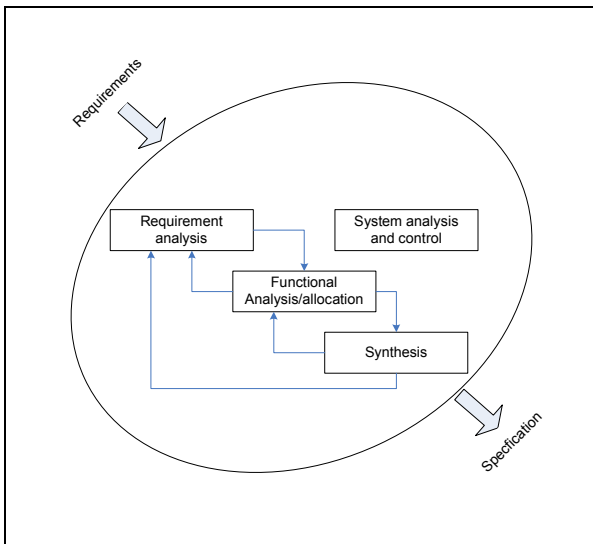 Requirements
Requirement
analysis
System analysis
and control
Functional
Analysis/allocation
Synthesis
Specfication